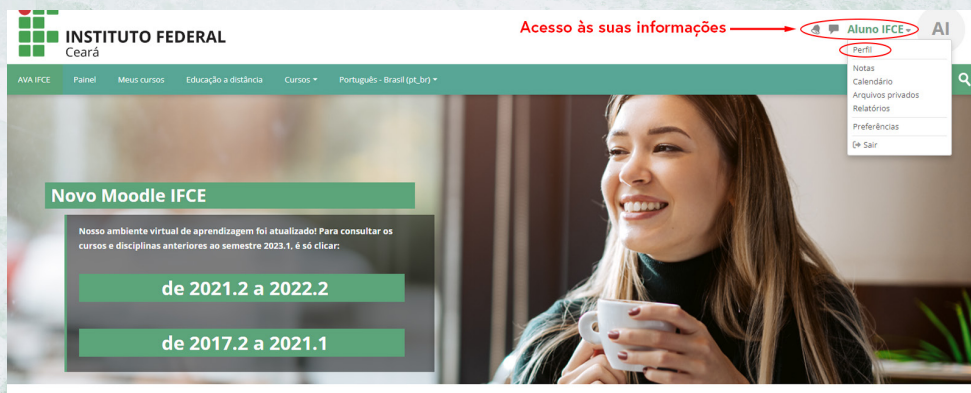 INSTITUTO FEDERAL
Ceará
Acesso às suas informações
Aluno IFCE
AI
Perfil
Notas
Calendário
Arquivos privados
Relatórios
Preferências
Sair
AVA IFCE Painel Meus cursos Educação a distância Cursos Português - Brasil (pt_br)
Novo Moodle IFCE
Nosso ambiente virtual de aprendizagem foi atualizado! Para consultar os
cursos e disciplinas anteriores ao semestre 2023.1, é só clicar:
de 2021.2 a 2022.2
de 2017.2 a 2021.1